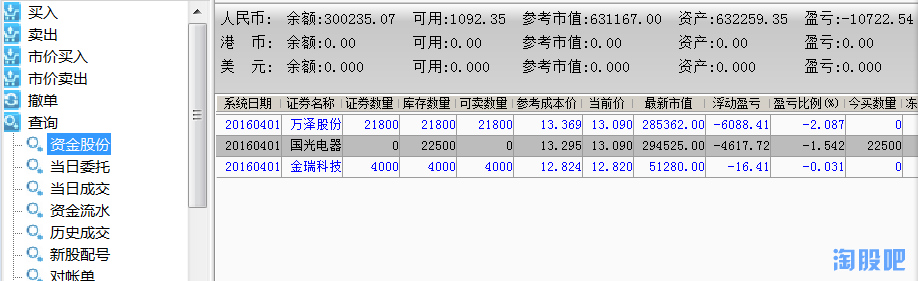 买入
卖出
市价买入
市价卖出
撤单
查询
资金股份
当日委托
当日成交
资金流水
历史成交
新股配号
对帐单
人民币: 余额:300235.07 可用:1092.35 参考市值:631167.00 资产:632259.35 盈亏:-10722.54
港 币: 余额:0.00 可用:0.00 参考市值:0.00 资产:0.00 盈亏:0.00
美 元: 余额:0.000 可用:0.000 参考市值:0.000 资产:0.000 盈亏:0.000
系统日期 证券名称 证券数量 库存数量 可卖数量 参考成本价 当前价 最新市值 浮动盈亏 盈亏比例(%) 今买数量 冻
20160401 万泽股份 21800 21800 21800 13.369 13.090 285362.00 -6088.41 -2.087 0
20160401 国光电器 0 22500 0 13.295 13.090 294525.00 -4617.72 -1.542 22500
20160401 金瑞科技 4000 4000 4000 12.824 12.820 51280.00 -16.41 -0.031 0
淘股吧